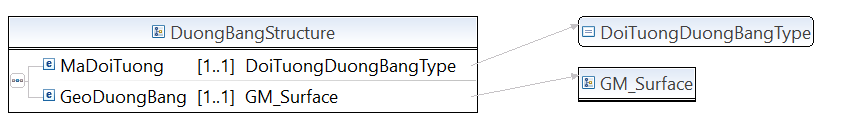 DuongBangStructure
MaDoiTuong [1..1] DoiTuongDuongBangType
GeoDuongBang [1..1] GM_Surface
DoiTuongDuongBangType
GM_Surface